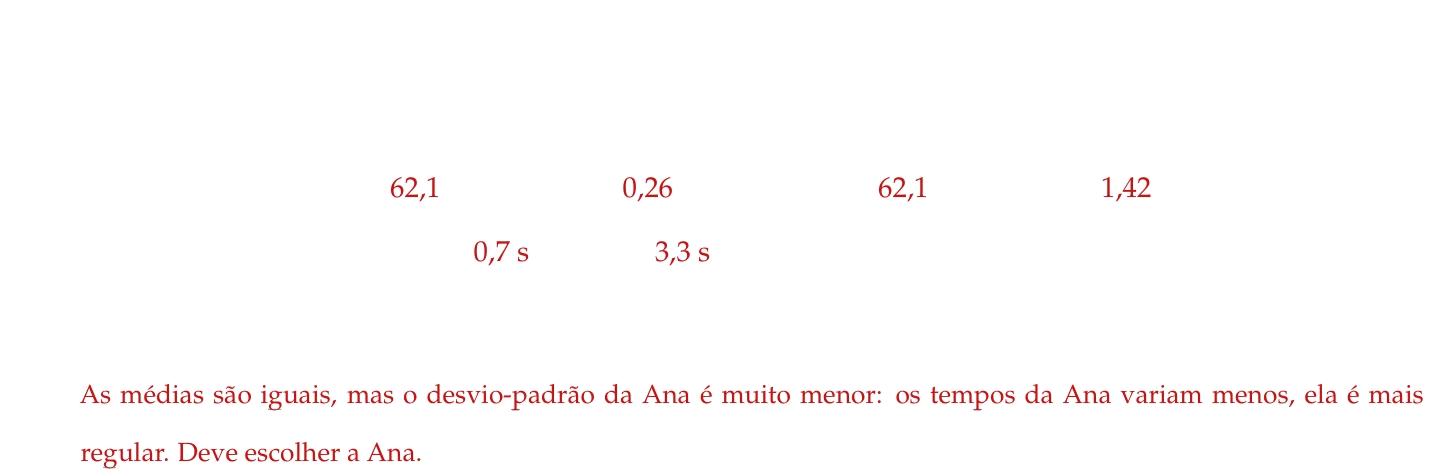 62,1 0,26 62,1 1,42
0,7 s 3,3 s
As médias são iguais, mas o desvio-padrão da Ana é muito menor: os tempos da Ana variam menos, ela é mais
regular. Deve escolher a Ana.